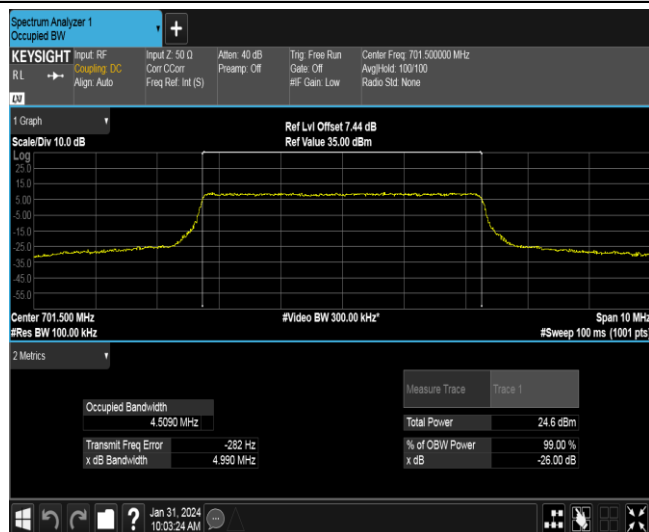 Spectrum Analyzer 1
Occupied BW
+
KEYSIGHT
RL
Input: RF
Coupling: DC
Align: Auto
Input Z: 50 Ω
Corr CCorr
Freq Ref: Int (S)
Atten: 40 dB
Preamp: Off
Trig: Free Run
Gate: Off
#IF Gain: Low
Center Freq: 701.500000 MHz
Avg|Hold: 100/100
Radio Std: None
LXI
1 Graph
Scale/Div 10.0 dB
Ref Lvl Offset 7.44 dB
Ref Value 35.00 dBm
Log
25.0
15.0
5.00
-5.00
-15.0
-25.0
-35.0
-45.0
-55.0
Center 701.500 MHz
#Res BW 100.00 kHz
#Video BW 300.00 kHz*
Span 10 MHz
#Sweep 100 ms (1001 pts)
2 Metrics
Measure Trace
Trace 1
Occupied Bandwidth
4.5090 MHz
Total Power
24.6 dBm
Transmit Freq Error
-282 Hz
% of OBW Power
99.00 %
x dB Bandwidth
4.990 MHz
x dB
-26.00 dB
?
Jan 31, 2024
10:03:24 AM